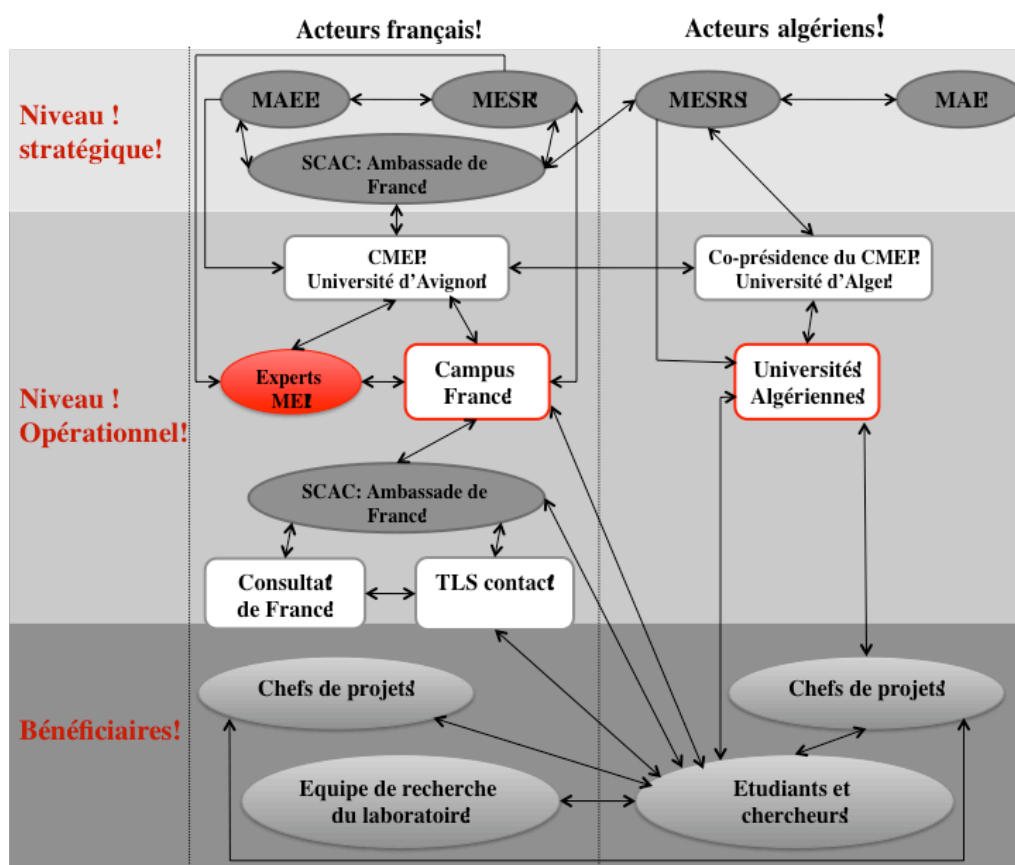 Acteurs français!
Acteurs algériens!
Niveau !
stratégique!
MAEE!
MESR!
MESRS!
MAE!
SCAC: Ambassade de
France!
CMEP!
Université d'Avignon!
Co-présidence du CMEP!
Université d'Alger!
Niveau !
Opérationnel!
Experts
MEI!
Campus
France!
Universités!
Algériennes!
SCAC: Ambassade de
France!
Consultat!
de France!
TLS contact!
Bénéficiaires!
Chefs de projets!
Chefs de projets!
Equipe de recherche
du laboratoire!
Etudiants et
chercheurs!